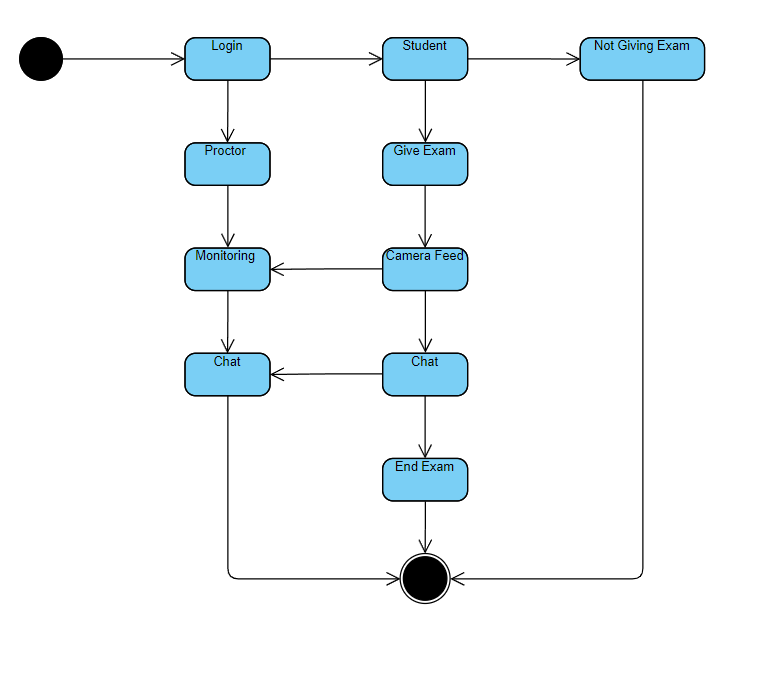 Login
Student
Not Giving Exam
Proctor
Give Exam
Monitoring
Camera Feed
Chat
Chat
End Exam